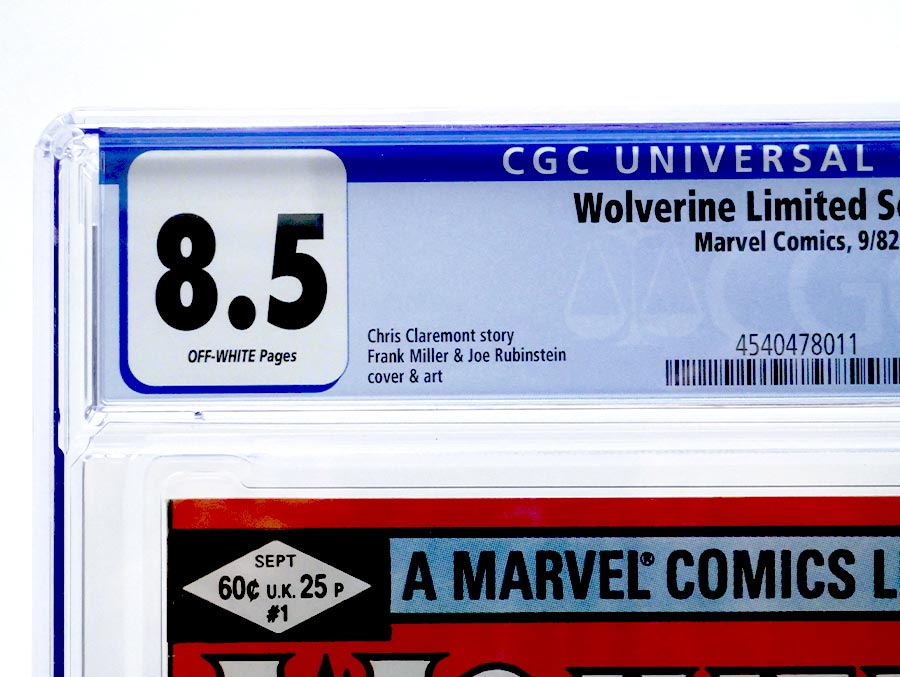 CGC UNIVERSAL
Wolverine Limited
Marvel Comics, 9/82
8.5
OFF-WHITE Pages
Chris Claremont story
Frank Miller & Joe Rubinstein
cover & art
4540478011
CGC
SEPT
60¢ U.K. 25 P
#1
A MARVEL® COMICS